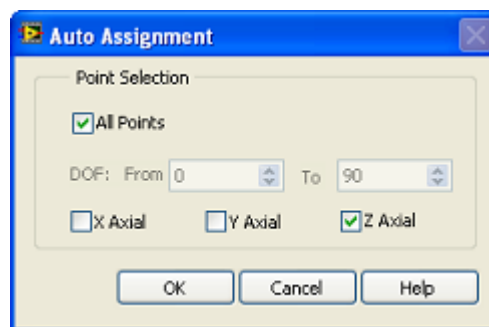 Auto Assignment
Point Selection
All Points
DOF: From 0 To 90
X Axial Y Axial Z Axial
OK Cancel Help